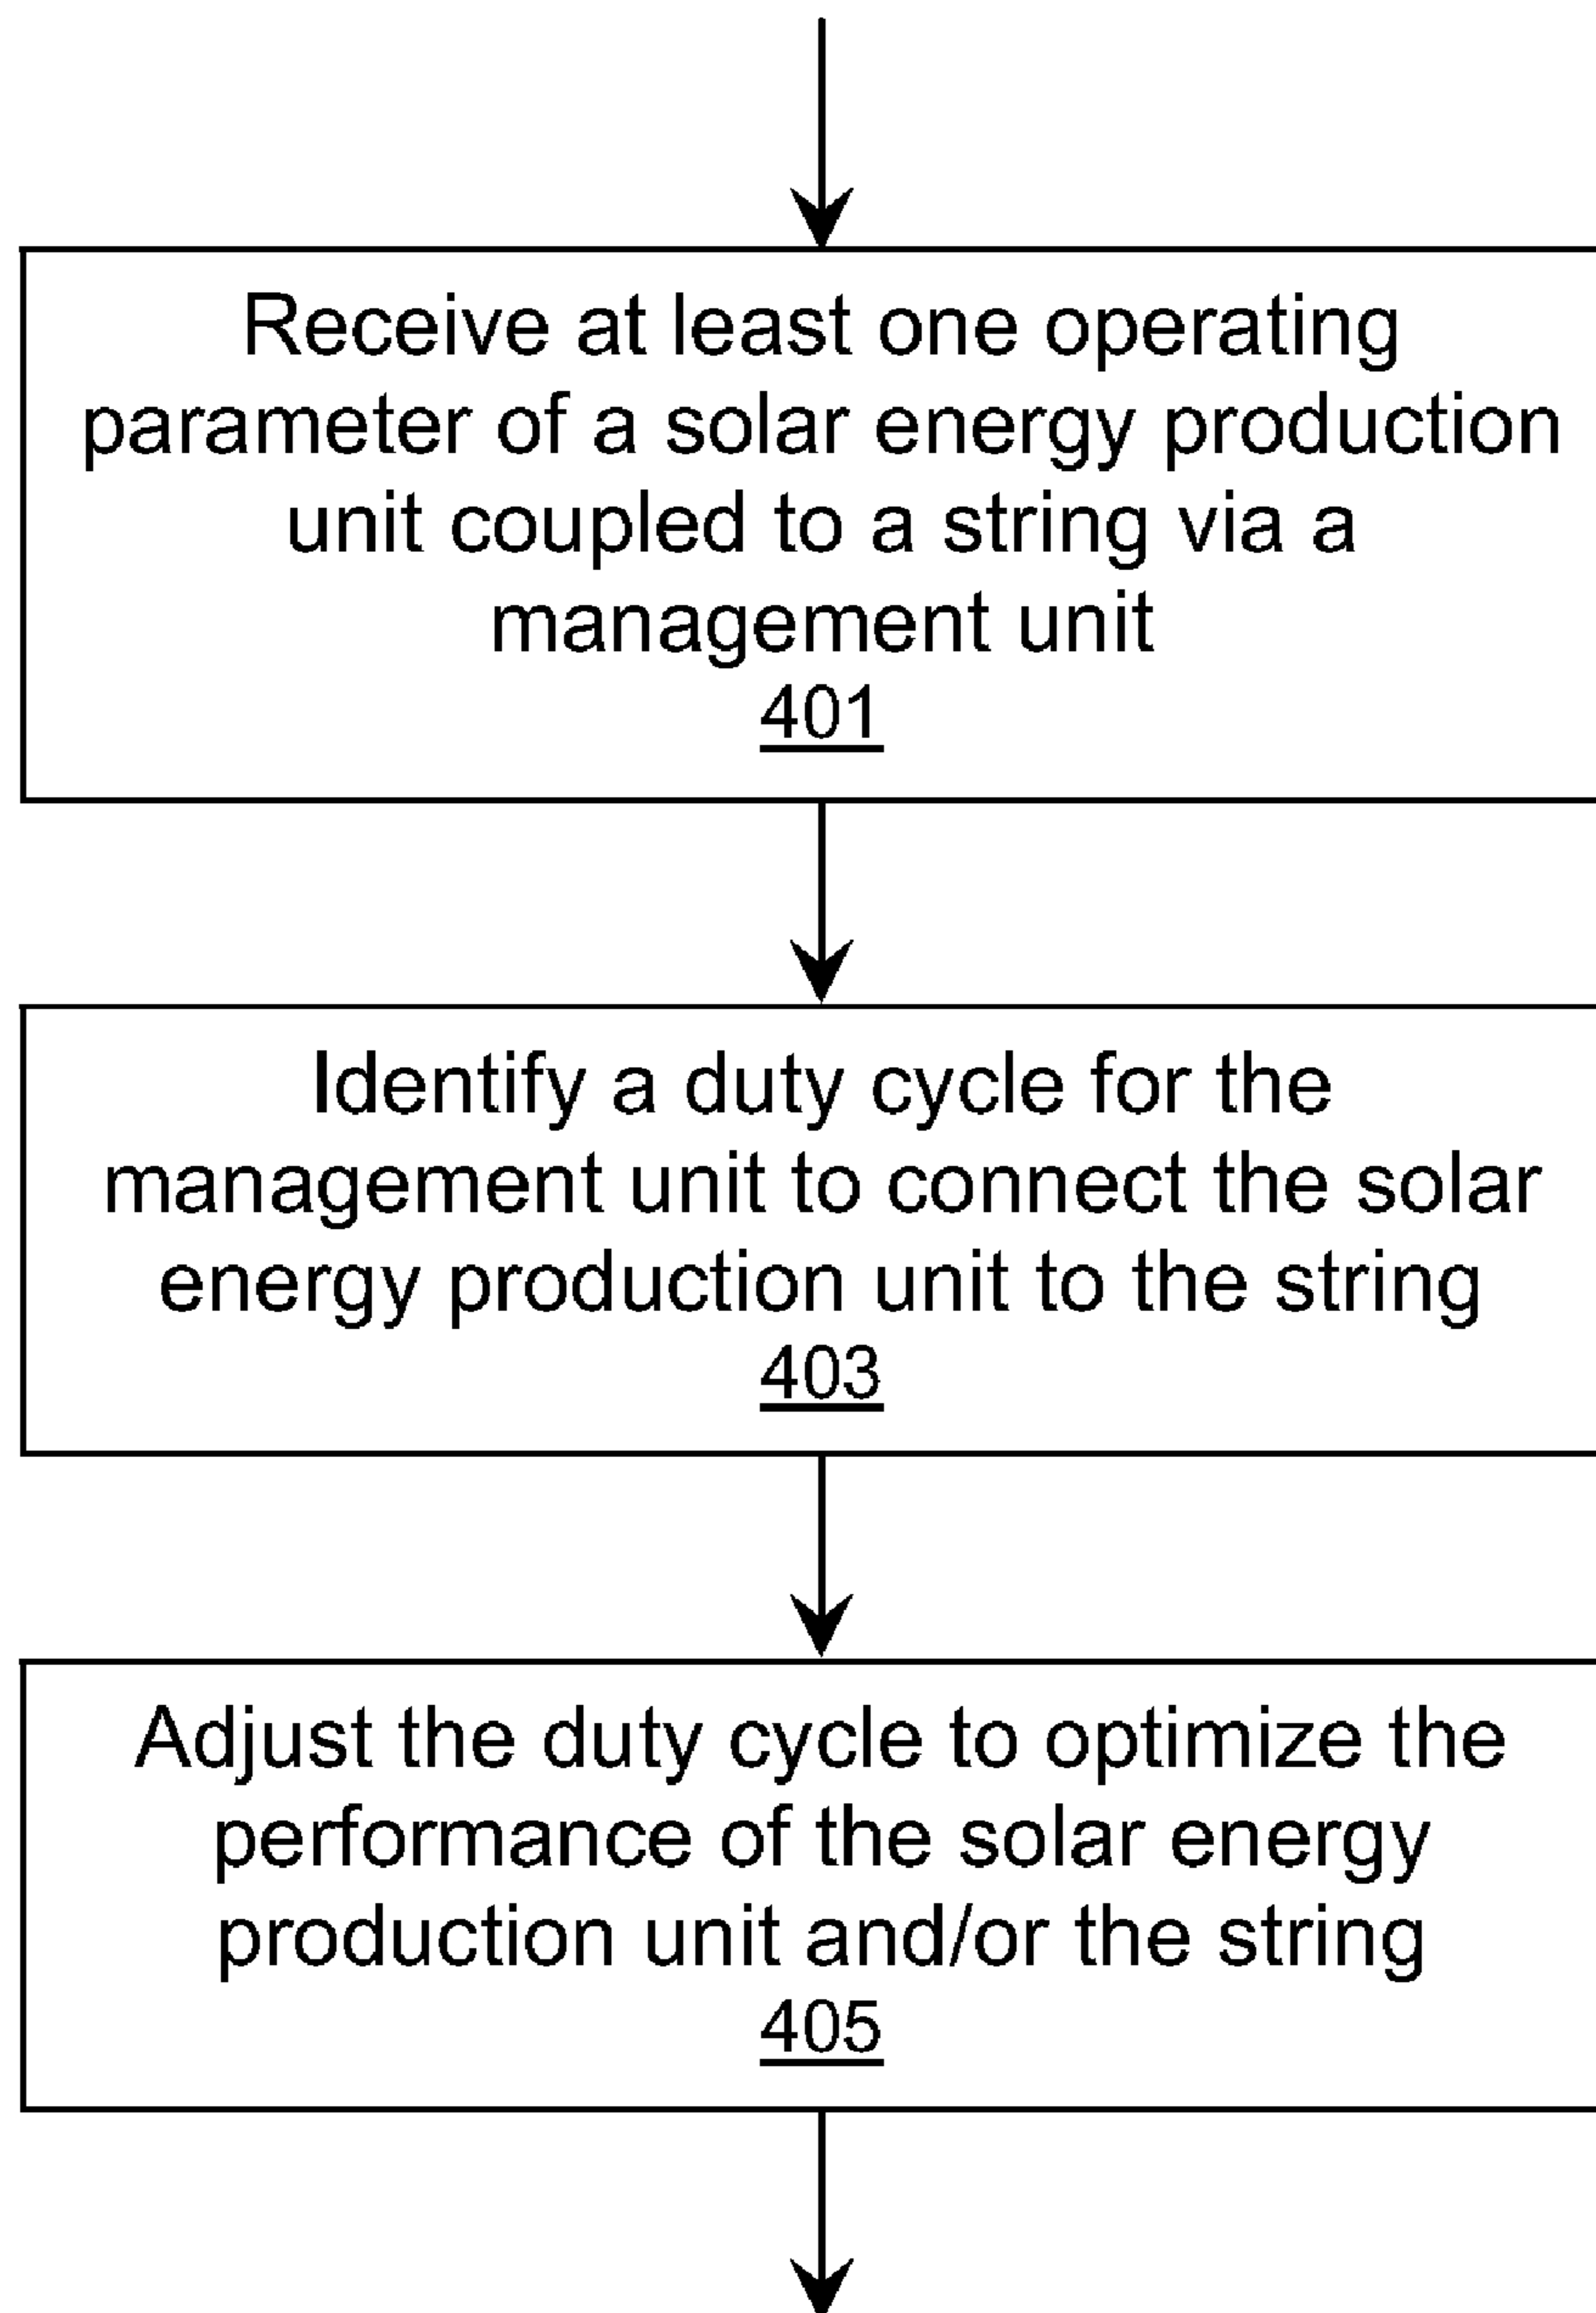 Receive at least one operating
parameter of a solar energy production
unit coupled to a string via a
management unit
401
Identify a duty cycle for the
management unit to connect the solar
energy production unit to the string
403
Adjust the duty cycle to optimize the
performance of the solar energy
production unit and/or the string
405